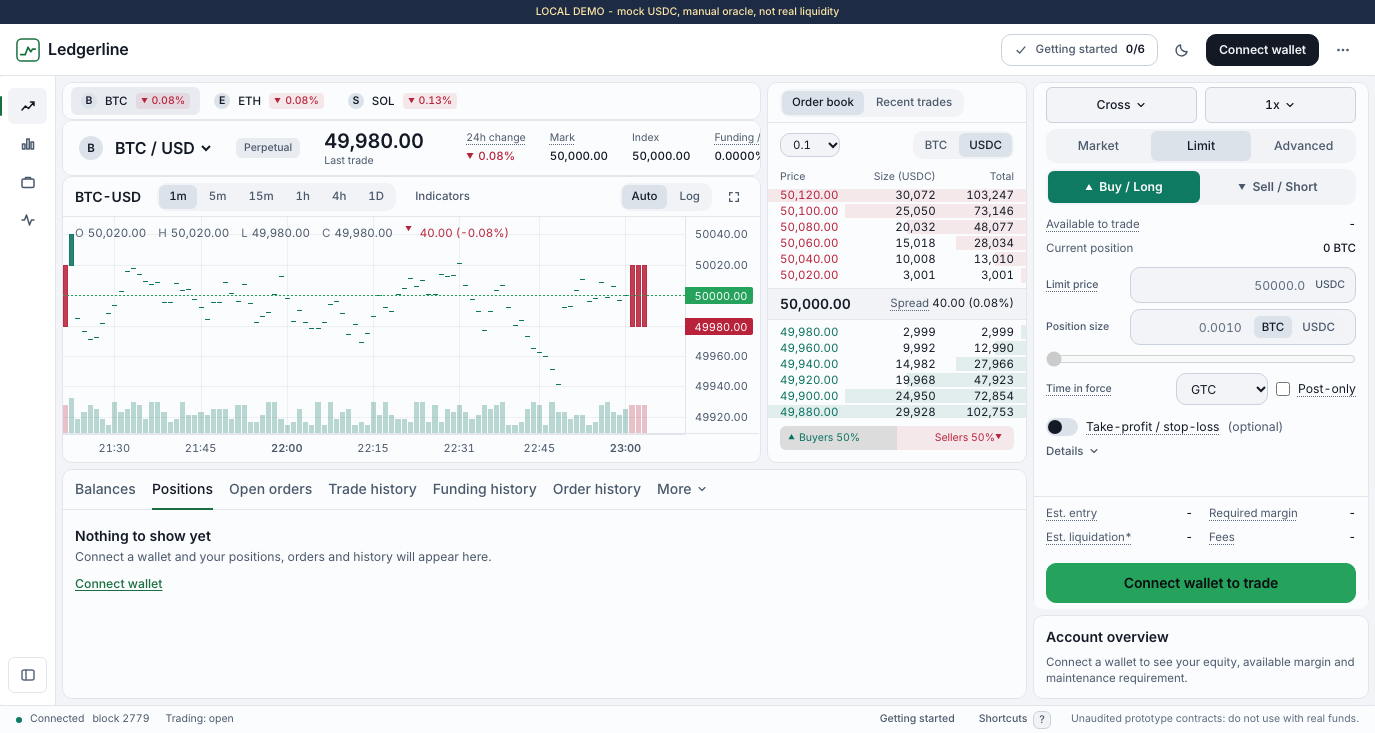 LOCAL DEMO - mock USDC, manual oracle, not real liquidity
Ledgerline
Getting started 0/6
Connect wallet
B BTC 0.08%
E ETH 0.08%
S SOL 0.13%
B BTC / USD
Perpetual
49,980.00
Last trade
24h change
0.08%
Mark
50,000.00
Index
50,000.00
Funding /
0.0000%
BTC-USD
1m 5m 15m 1h 4h 1D
Indicators
Auto Log
O 50,020.00 H 50,020.00 L 49,980.00 C 49,980.00 40.00 (-0.08%)
50040.00
50020.00
50000.00
49980.00
49960.00
49940.00
49920.00
21:30 21:45 22:00 22:15 22:31 22:45 23:00
Order book Recent trades
0.1
BTC USDC
Price Size (USDC) Total
50,120.00 30,072 103,247
50,100.00 25,050 73,146
50,080.00 20,032 48,077
50,060.00 15,018 28,034
50,040.00 10,008 13,010
50,020.00 3,001 3,001
50,000.00 Spread 40.00 (0.08%)
49,980.00 2,999 2,999
49,960.00 9,992 12,990
49,940.00 14,982 27,966
49,920.00 19,968 47,923
49,900.00 24,950 72,854
49,880.00 29,928 102,753
Buyers 50% Sellers 50%
Cross 1x
Market Limit Advanced
Buy / Long Sell / Short
Available to trade -
Current position 0 BTC
Limit price 50000.0 USDC
Position size 0.0010 BTC USDC
Time in force GTC Post-only
Take-profit / stop-loss (optional)
Details
Est. entry - Required margin -
Est. liquidation* - Fees -
Connect wallet to trade
Account overview
Connect a wallet to see your equity, available margin and
maintenance requirement.
Balances Positions Open orders Trade history Funding history Order history More
Nothing to show yet
Connect a wallet and your positions, orders and history will appear here.
Connect wallet
Connected block 2779 Trading: open
Getting started Shortcuts ? Unaudited prototype contracts: do not use with real funds.